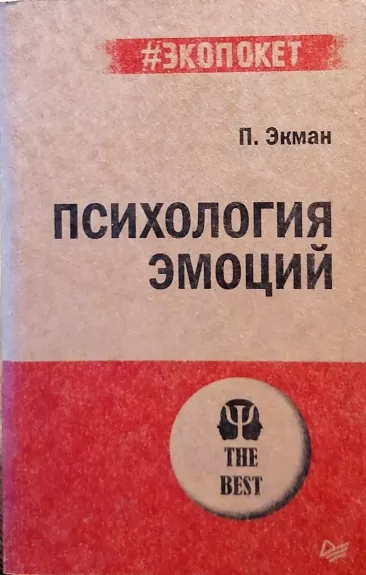 #ЭКОПОКЕТ
П. Экман
ПСИХОЛОГИЯ
ЭМОЦИЙ
Ψ
THE
BEST